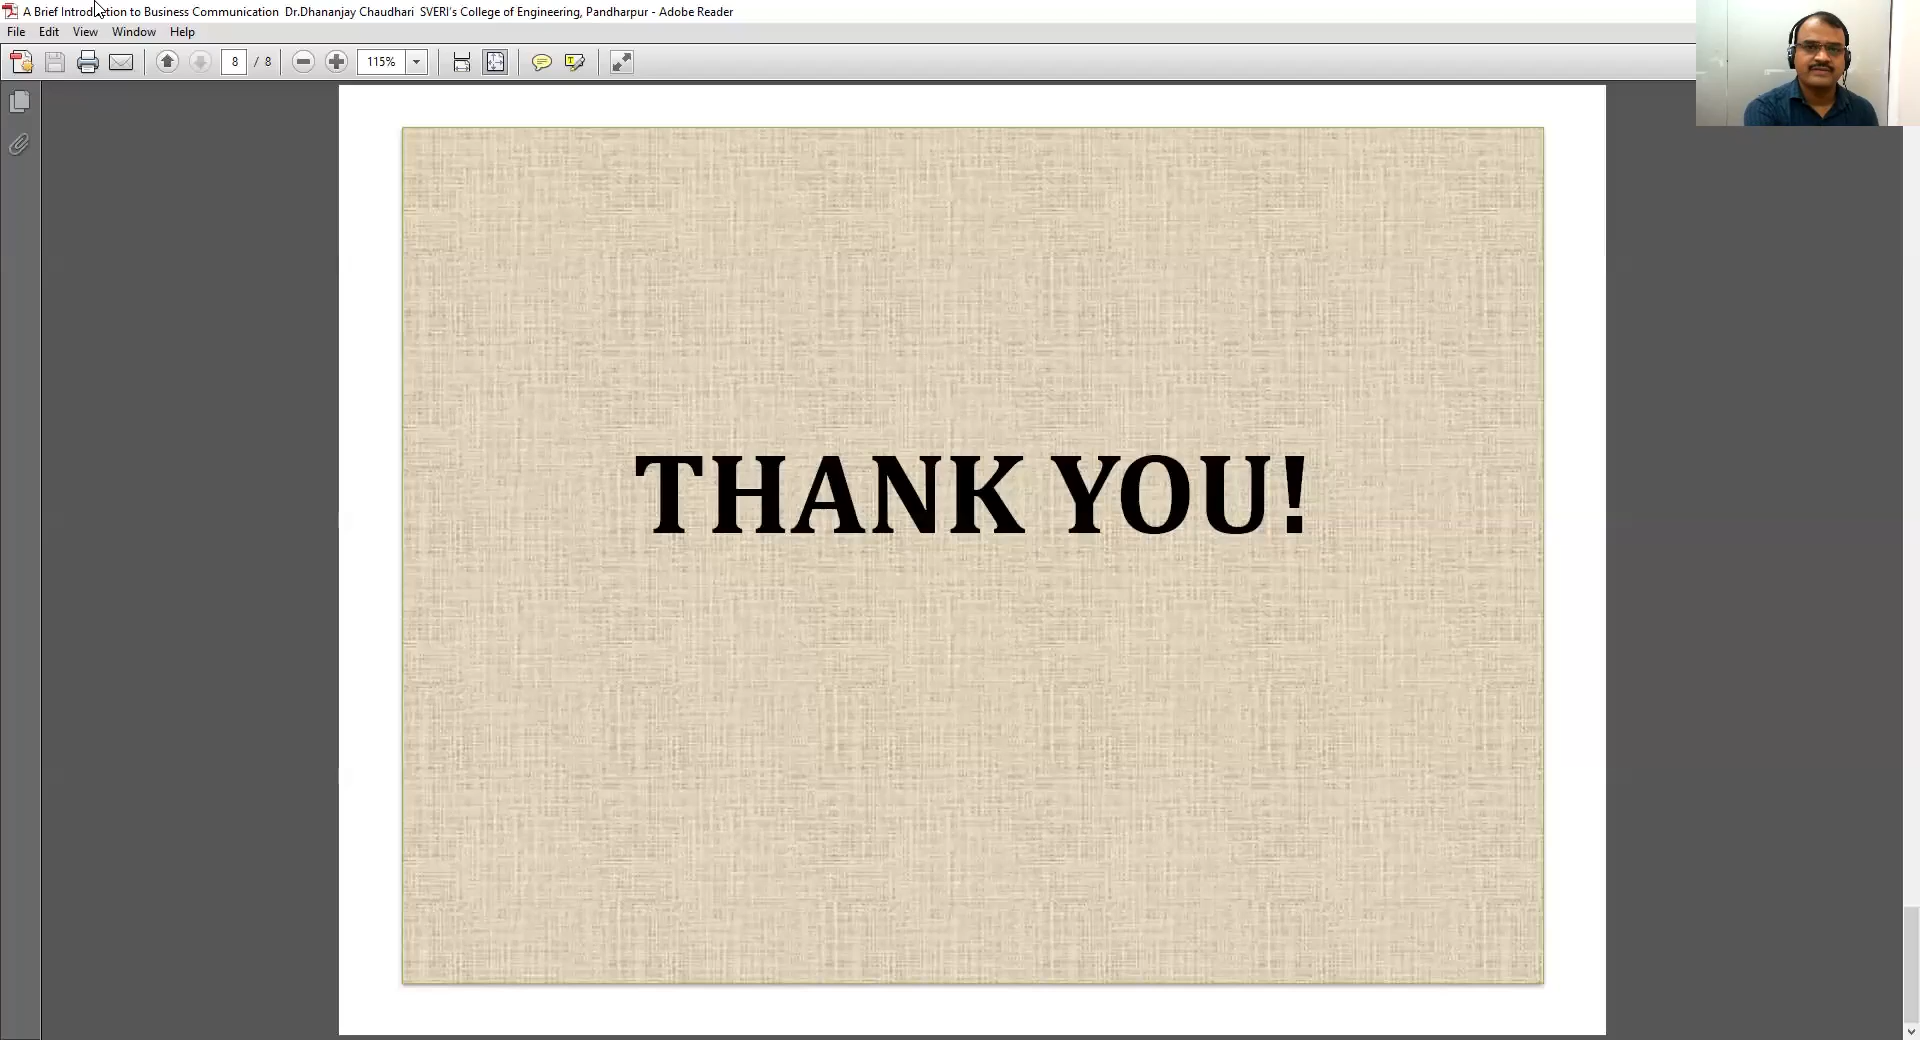 A Brief Introduction to Business Communication Dr.Dhananjay Chaudhari SVERI's College of Engineering, Pandharpur - Adobe Reader
File Edit View Window Help
8 / 8 115%
THANK YOU!